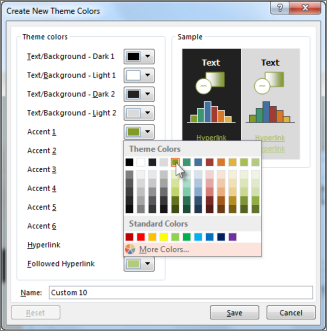 Create New Theme Colors
Theme colors
Sample
Text/Background - Dark 1
Text/Background - Light 1
Text/Background - Dark 2
Text/Background - Light 2
Accent 1
Accent 2
Accent 3
Accent 4
Accent 5
Accent 6
Hyperlink
Followed Hyperlink
Text
Text
Hyperlink
Hyperlink
Theme Colors
Standard Colors
More Colors...
Name: Custom 10
Reset
Save
Cancel